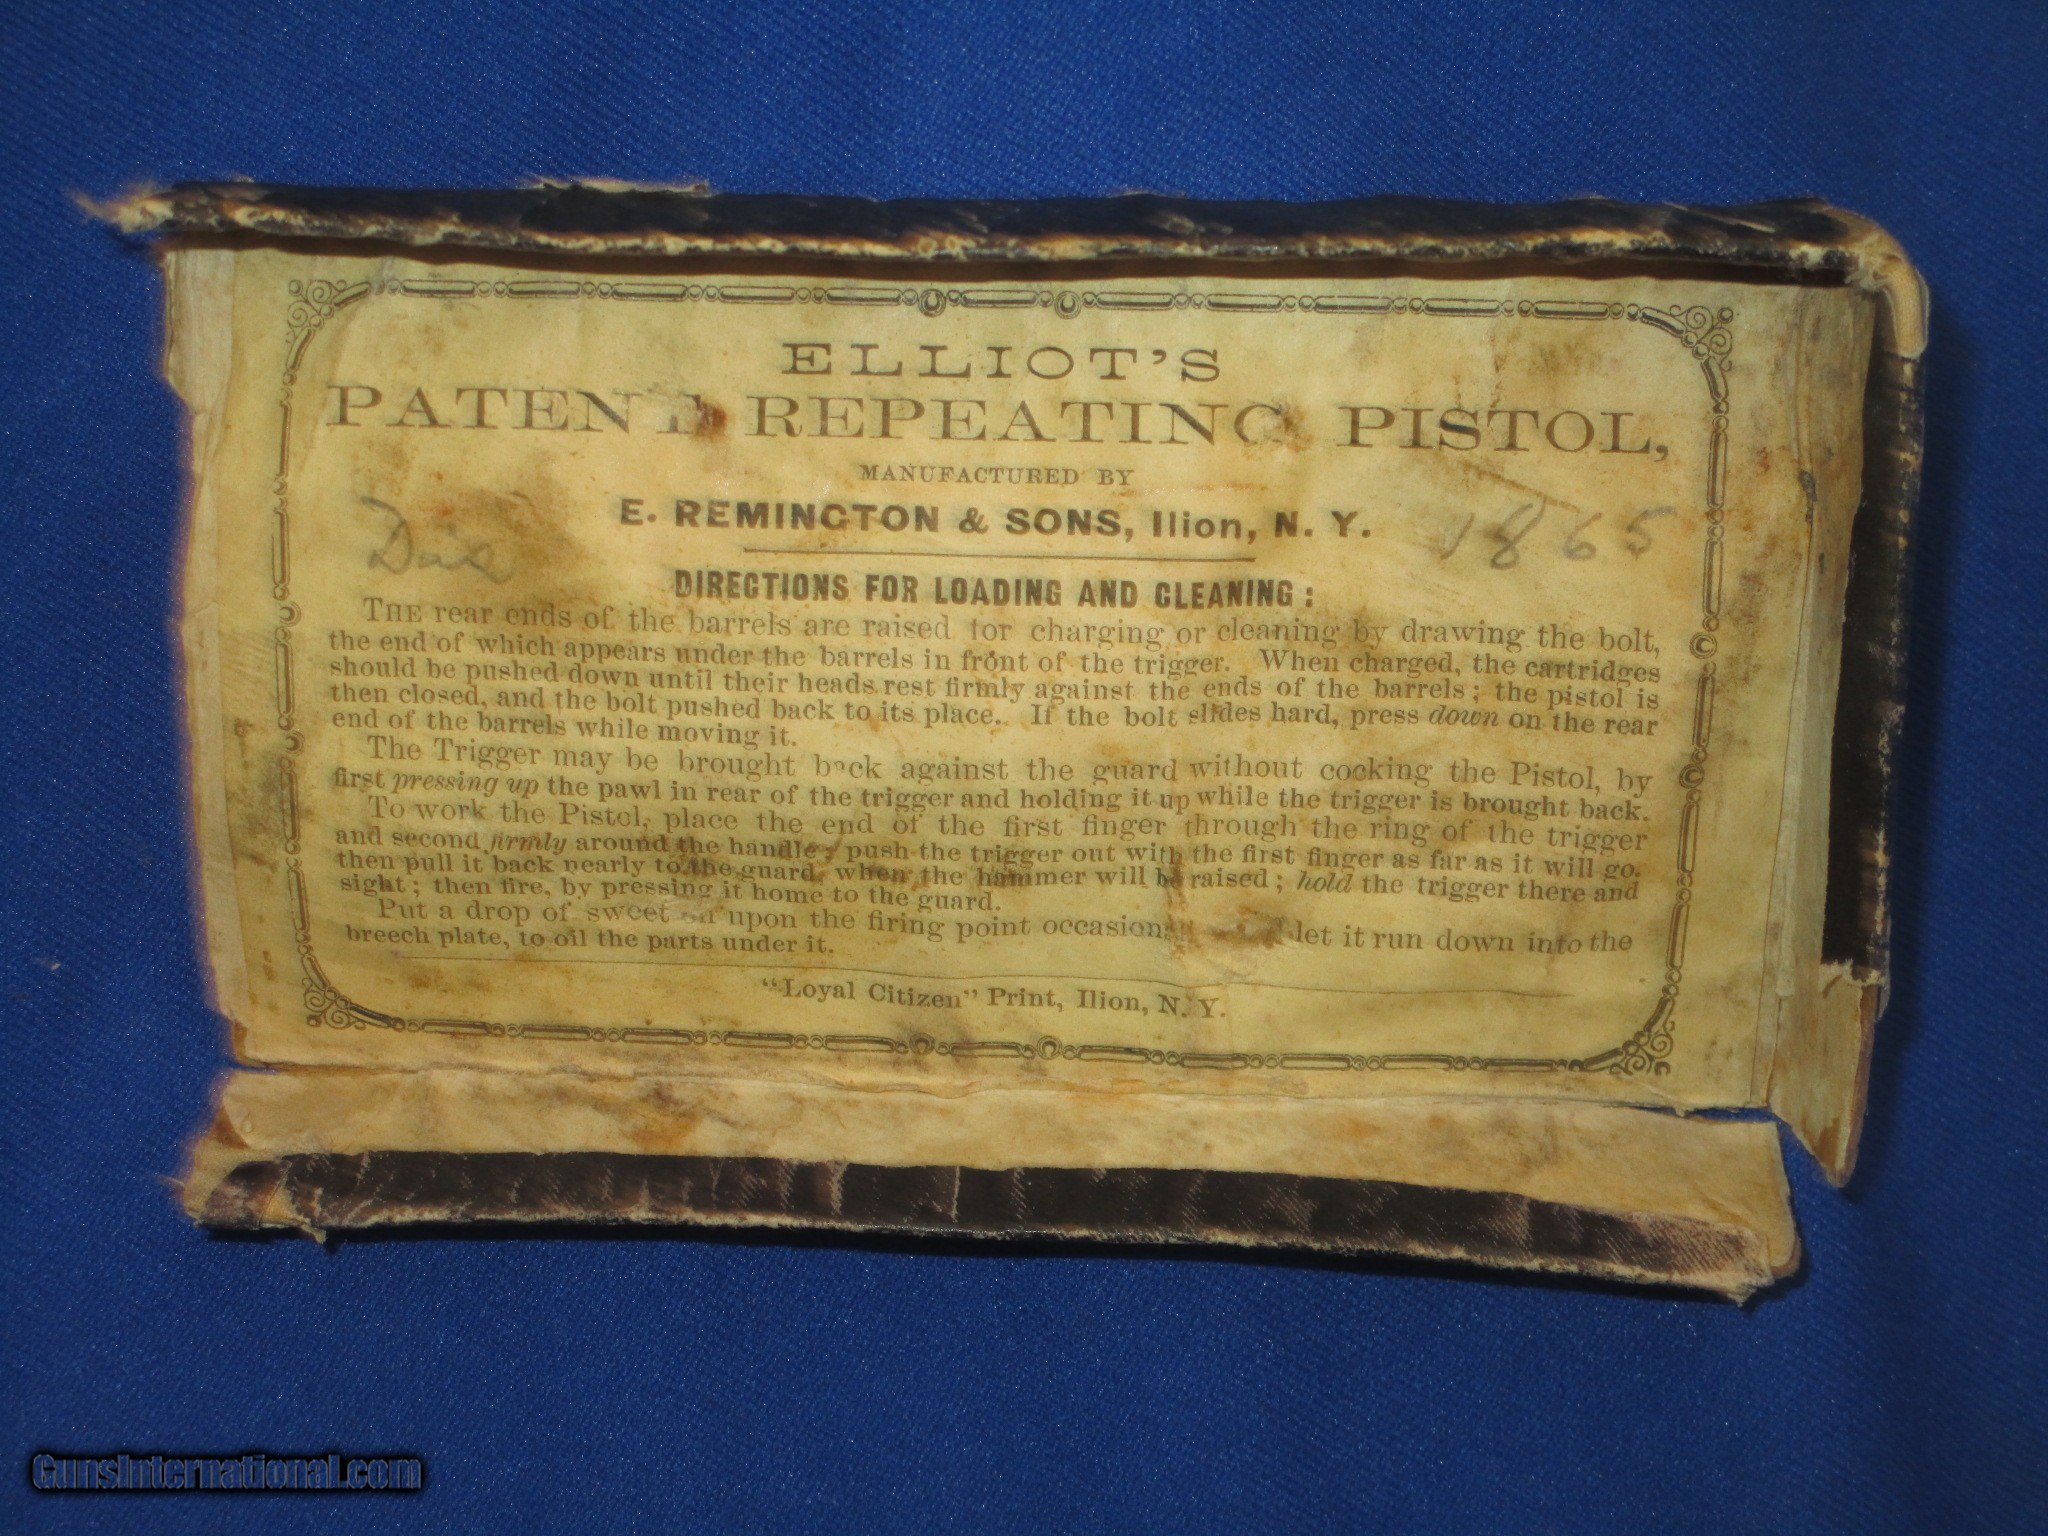 ELLIOT'S
PATENT REPEATING PISTOL,
MANUFACTURED BY
E. REMINGTON & SONS, Ilion, N. Y.
1865
DIRECTIONS FOR LOADING AND CLEANING:
THE rear ends of the barrels are raised for charging or cleaning by drawing the bolt,
the end of which appears under the barrels in front of the trigger. When charged, the cartridges
should be pushed down until their heads rest firmly against the ends of the barrels; the pistol is
then closed, and the bolt pushed back to its place. If the bolt slides hard, press down on the rear
end of the barrels while moving it.
The Trigger may be brought back against the guard without cocking the Pistol, by
first pressing up the pawl in rear of the trigger and holding it up while the trigger is brought back.
To work the Pistol, place the end of the first finger through the ring of the trigger
and second firmly around the handle; push the trigger out with the first finger as far as it will go.
then pull it back nearly to the guard, when the hammer will be raised; hold the trigger there and
sight; then fire, by pressing it home to the guard.
Put a drop of sweet oil upon the firing point let it run down into the
breech plate, to oil the parts under it.
"Loyal Citizen" Print, Ilion, N. Y.
GunsInternational.com